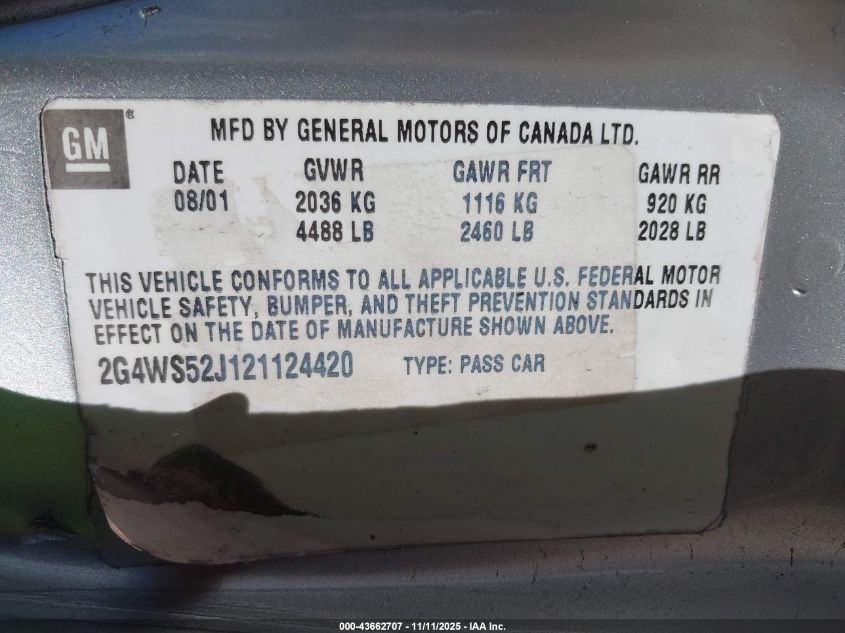 GM®
MFD BY GENERAL MOTORS OF CANADA LTD.
DATE GVWR GAWR FRT GAWR RR
08/01 2036 KG 1116 KG 920 KG
4488 LB 2460 LB 2028 LB
THIS VEHICLE CONFORMS TO ALL APPLICABLE U.S. FEDERAL MOTOR
VEHICLE SAFETY, BUMPER, AND THEFT PREVENTION STANDARDS IN
EFFECT ON THE DATE OF MANUFACTURE SHOWN ABOVE.
2G4WS52J121124420 TYPE: PASS CAR
000-43662707 - 11/11/2025 - IAA Inc.